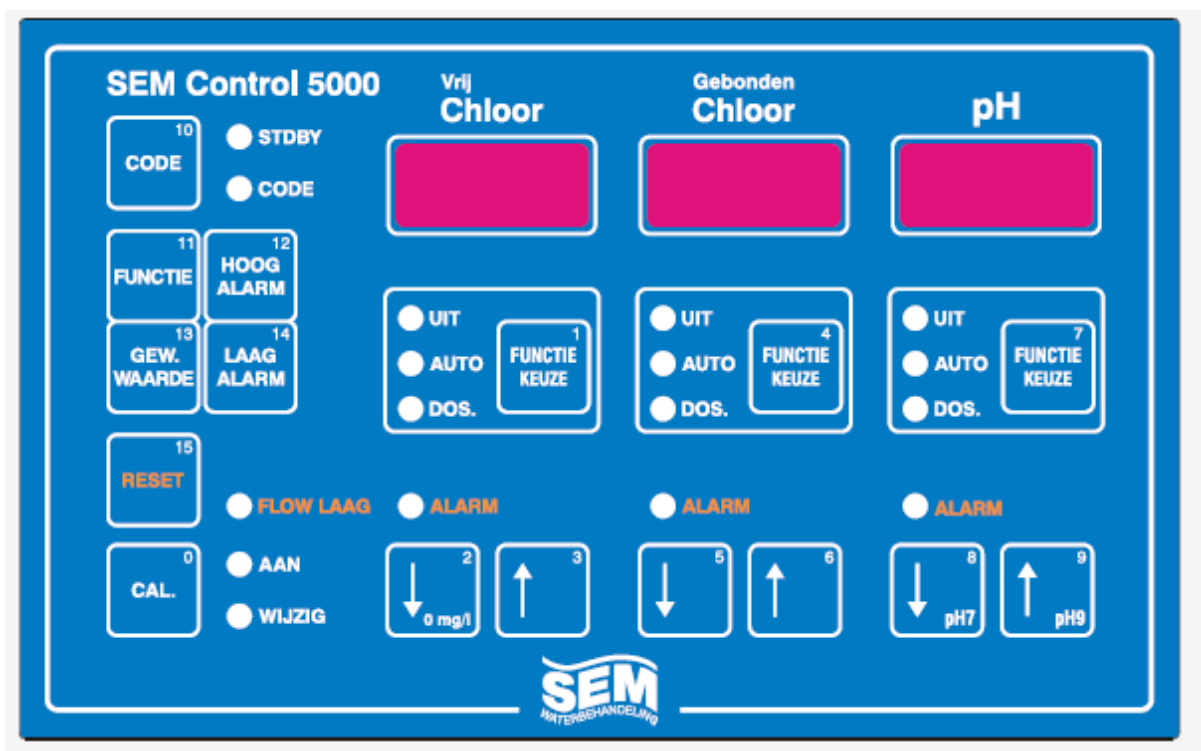 SEM Control 5000
Vrij
Chloor
Gebonden
Chloor
pH
10
CODE
STDBY
CODE
11
FUNCTIE
12
HOOG
ALARM
13
GEW.
WAARDE
14
LAAG
ALARM
UIT
AUTO
DOS.
1
FUNCTIE
KEUZE
UIT
AUTO
DOS.
4
FUNCTIE
KEUZE
UIT
AUTO
DOS.
7
FUNCTIE
KEUZE
15
RESET
FLOW LAAG
ALARM
ALARM
ALARM
0
CAL.
AAN
WIJZIG
2
0 mg/l
3
5
6
8
pH7
9
pH9
SEM
WATERBEHANDELING